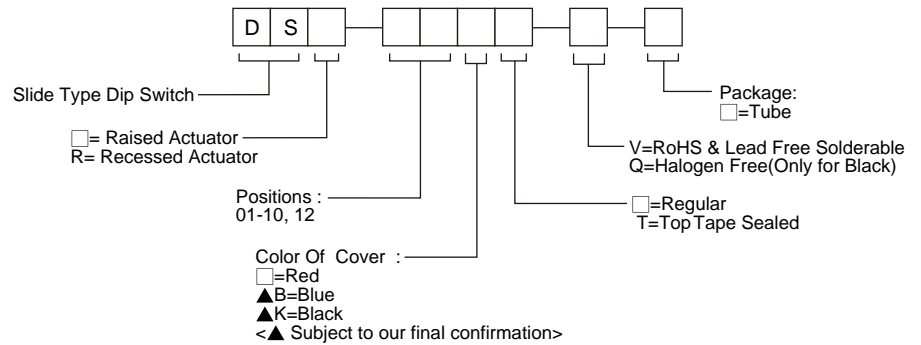 D S
Slide Type Dip Switch
□= Raised Actuator
R= Recessed Actuator
Positions :
01-10, 12
Color Of Cover :
□=Red
▲B=Blue
▲K=Black
<▲ Subject to our final confirmation>
□=Regular
T=Top Tape Sealed
V=RoHS & Lead Free Solderable
Q=Halogen Free(Only for Black)
Package:
□=Tube